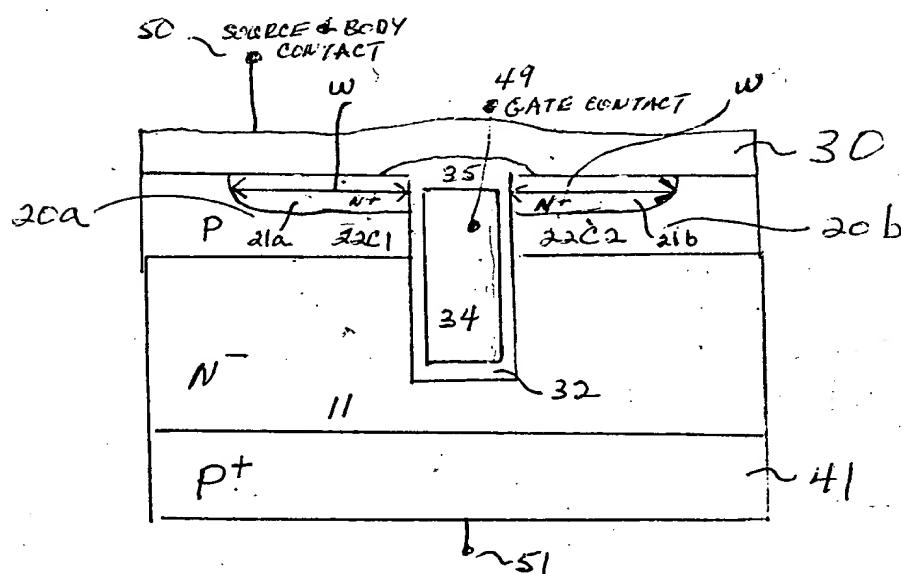 50 SOURCE & BODY
CONTACT
W
49
GATE CONTACT
W
30
35
20a
P
21a
N+
22C1
N+
22C2
21b
20b
34
N-
11
32
P+
41
51